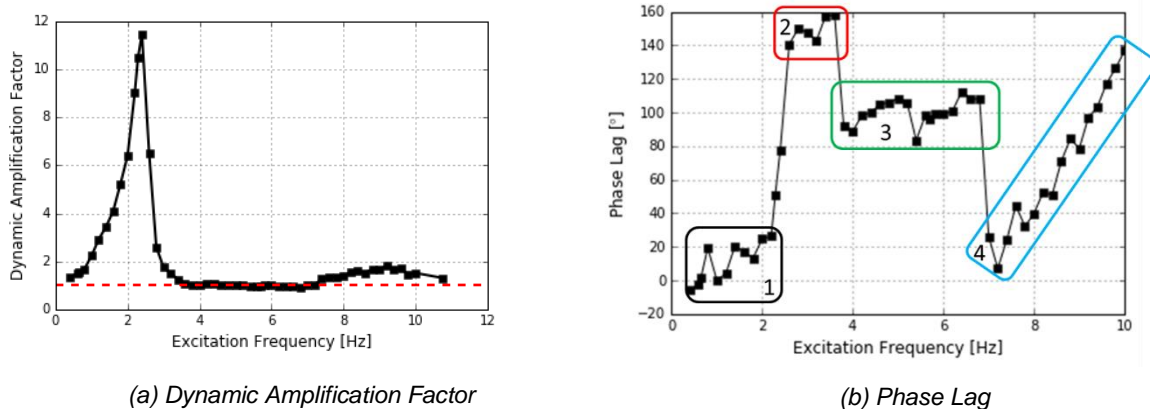 12
10
8
6
4
2
0
Dynamic Amplification Factor
0 2 4 6 8 10 12
Excitation Frequency [Hz]
(a) Dynamic Amplification Factor
160
140
120
100
80
60
40
20
0
−20
Phase Lag [°]
2
3
1
4
0 2 4 6 8 10
Excitation Frequency [Hz]
(b) Phase Lag